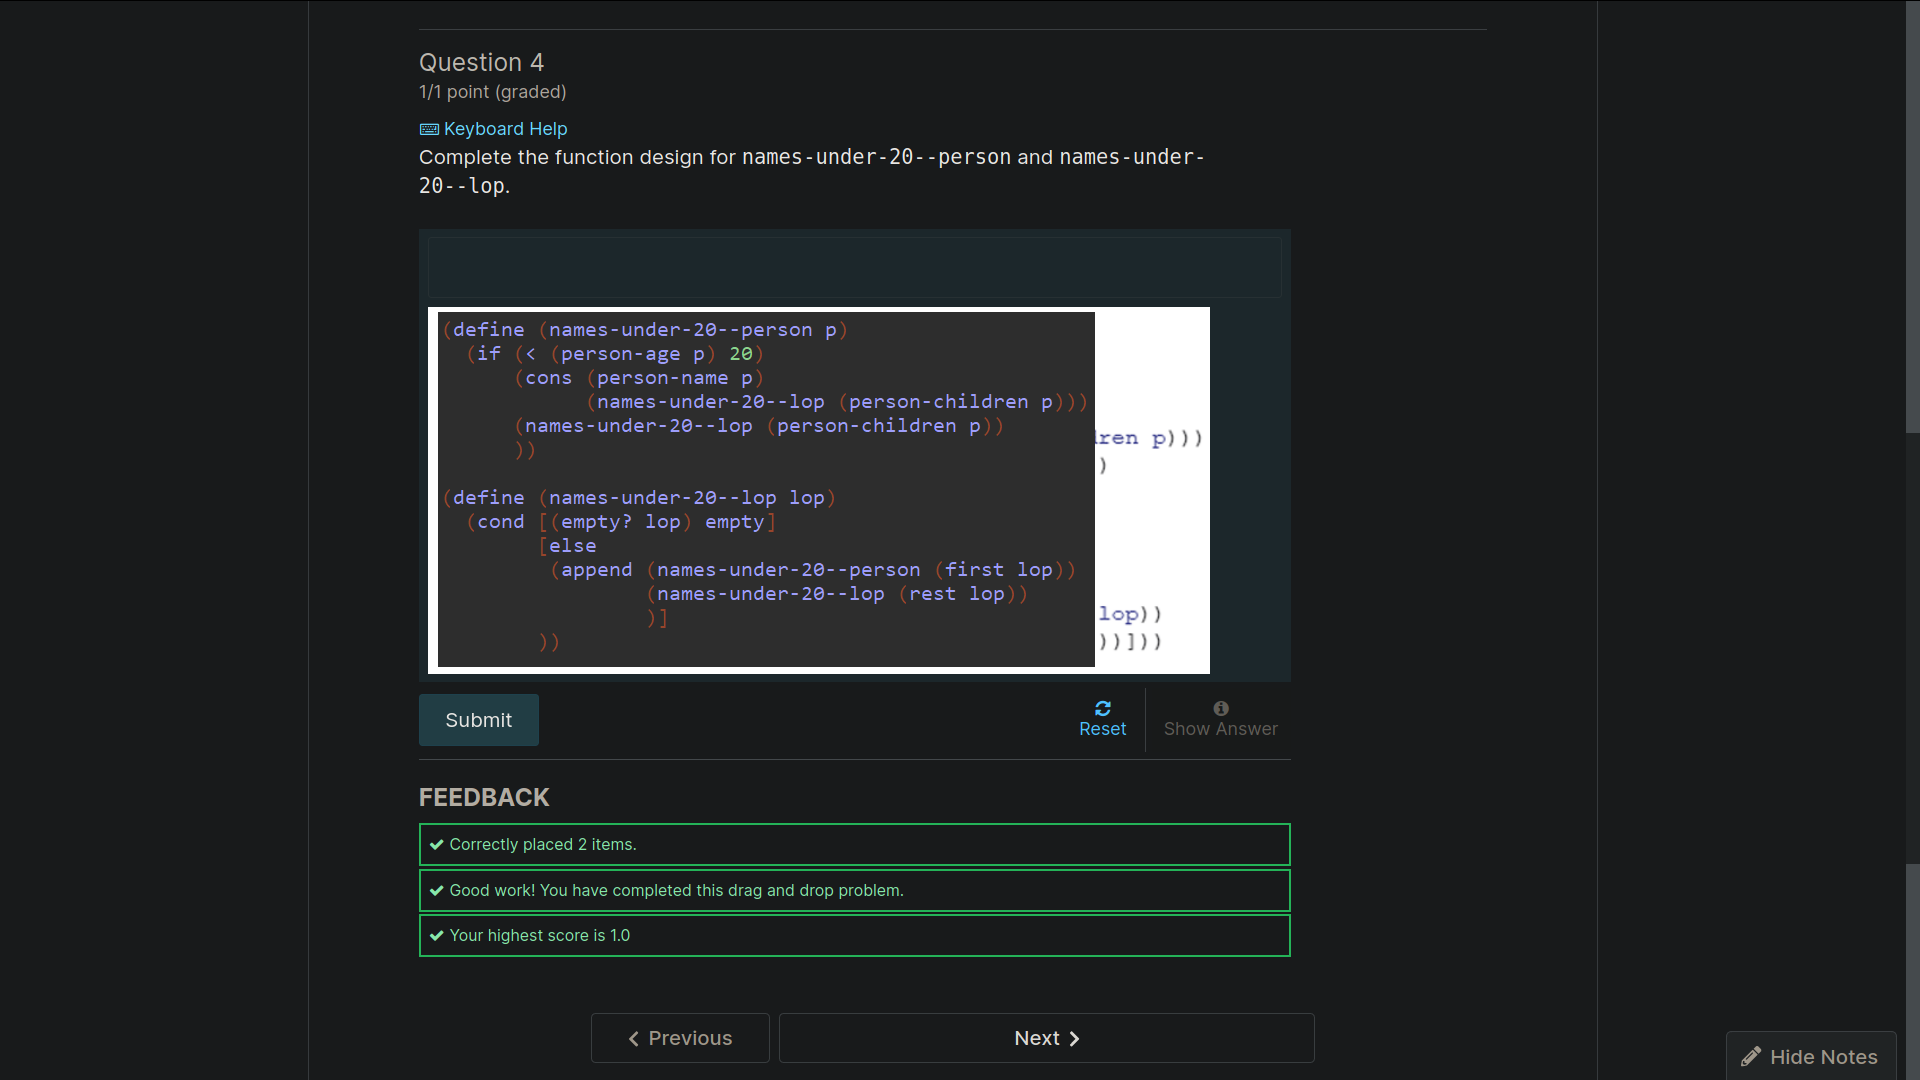 Question 4
1/1 point (graded)
Keyboard Help
Complete the function design for names-under-20--person and names-under-
20--lop.
(define (names-under-20--person p)
(if (< (person-age p) 20)
(cons (person-name p)
(names-under-20--lop (person-children p)))
(names-under-20--lop (person-children p))
))
ren p)))
)
(define (names-under-20--lop lop)
(cond [(empty? lop) empty]
[else
(append (names-under-20--person (first lop))
(names-under-20--lop (rest lop))
)]
))
lop))
))]))
Submit
Reset
Show Answer
FEEDBACK
Correctly placed 2 items.
Good work! You have completed this drag and drop problem.
Your highest score is 1.0
Previous
Next
Hide Notes